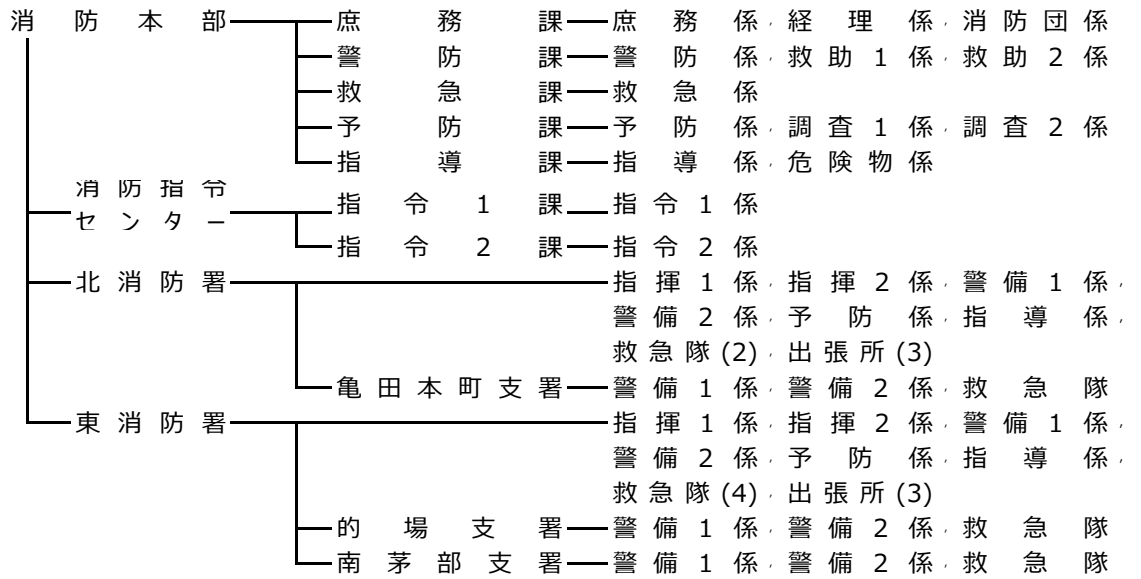 消防本部 庶務課 庶務係, 経理係, 消防団係
警防課 警防係, 救助1係, 救助2係
救急課 救急係
予防課 予防係, 調査1係, 調査2係
指導課 指導係, 危険物係
消防指令
センター 指令1課 指令1係
指令2課 指令2係
北消防署 指揮1係, 指揮2係, 警備1係,
警備2係, 予防係, 指導係,
救急隊(2), 出張所(3)
亀田本町支署 警備1係, 警備2係, 救急隊
東消防署 指揮1係, 指揮2係, 警備1係,
警備2係, 予防係, 指導係,
救急隊(4), 出張所(3)
的場支署 警備1係, 警備2係, 救急隊
南茅部支署 警備1係, 警備2係, 救急隊